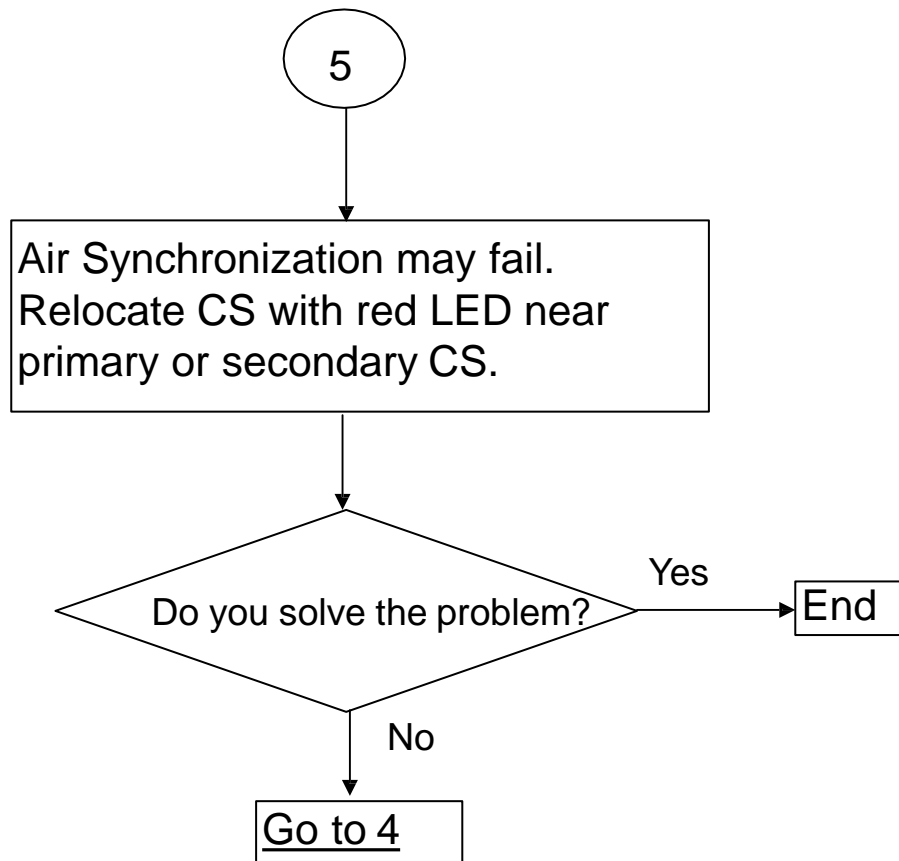 5
Air Synchronization may fail.
Relocate CS with red LED near
primary or secondary CS.
Do you solve the problem?
Yes
End
No
Go to 4